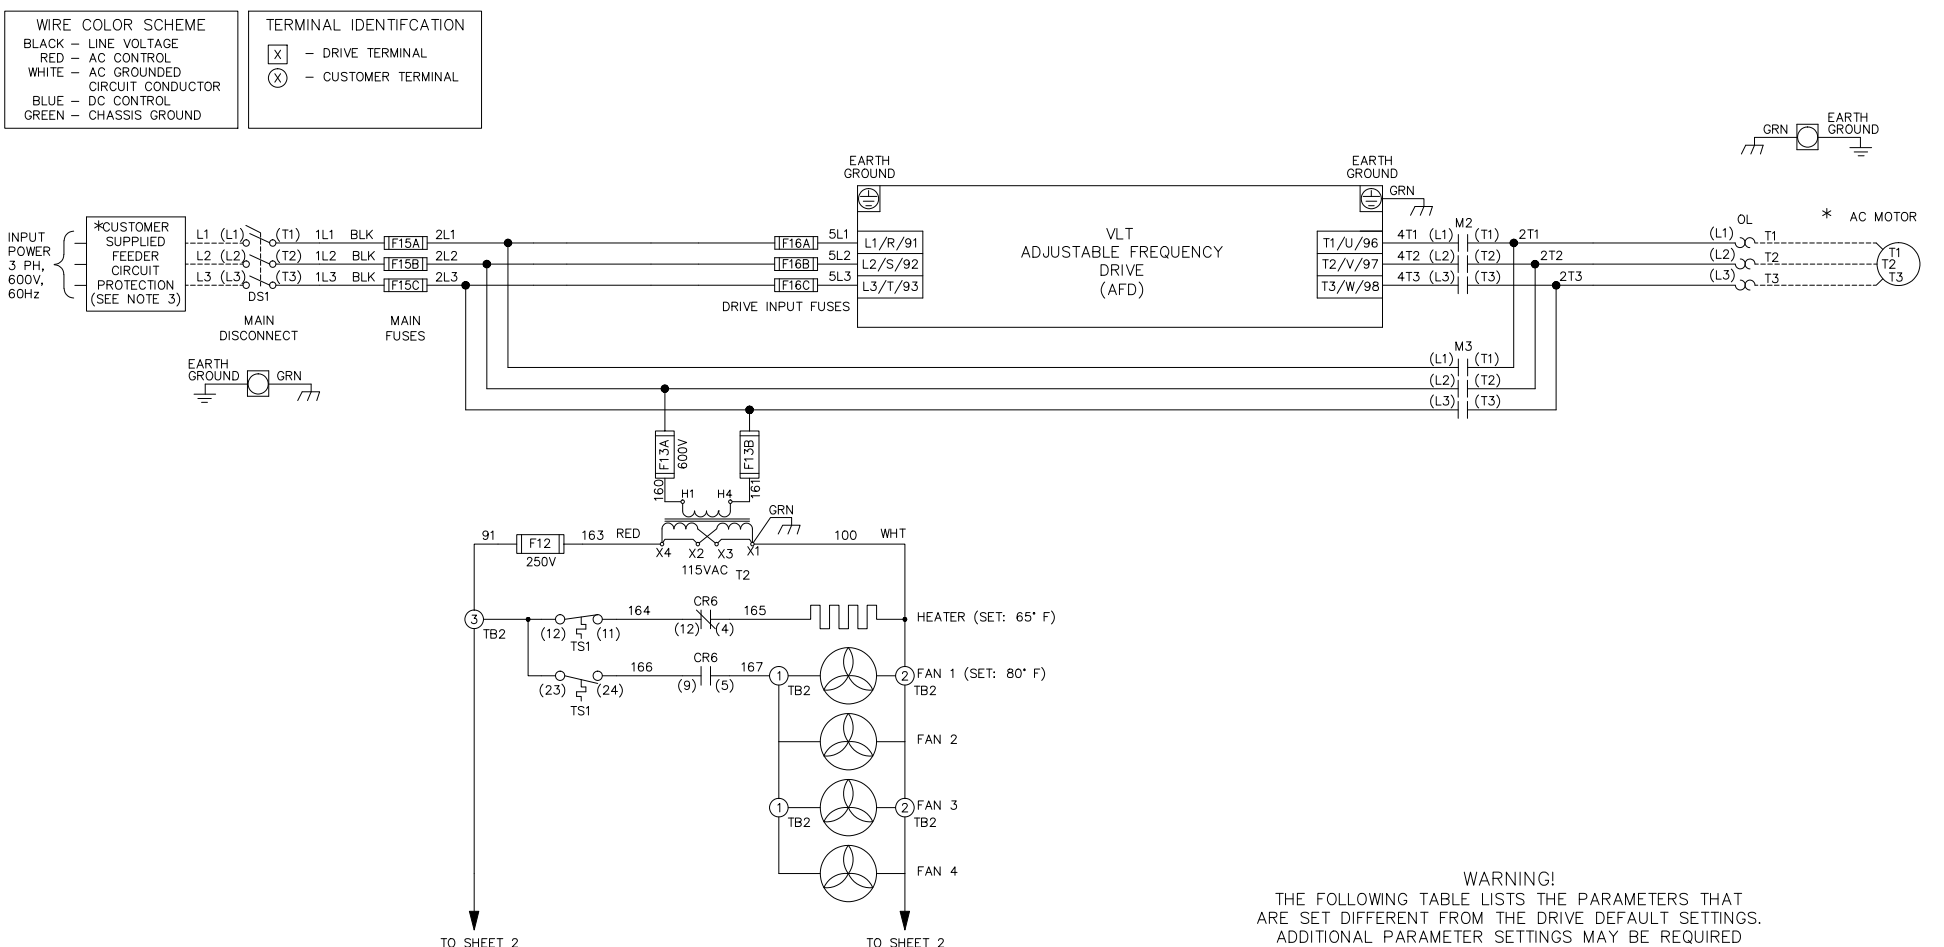 WIRE COLOR SCHEME
BLACK – LINE VOLTAGE
RED – AC CONTROL
WHITE – AC GROUNDED
CIRCUIT CONDUCTOR
BLUE – DC CONTROL
GREEN – CHASSIS GROUND
TERMINAL IDENTIFCATION
X – DRIVE TERMINAL
X – CUSTOMER TERMINAL
GRN
EARTH
GROUND
EARTH
GROUND
EARTH
GROUND
GRN
INPUT
POWER
3 PH,
600V,
60Hz
*CUSTOMER
SUPPLIED
FEEDER
CIRCUIT
PROTECTION
(SEE NOTE 3)
L1 (L1) (T1) 1L1 BLK F15A 2L1 F16A 5L1 L1/R/91
L2 (L2) (T2) 1L2 BLK F15B 2L2 F16B 5L2 L2/S/92
L3 (L3) (T3) 1L3 BLK F15C 2L3 F16C 5L3 L3/T/93
DS1
MAIN
DISCONNECT
MAIN
FUSES
DRIVE INPUT FUSES
VLT
ADJUSTABLE FREQUENCY
DRIVE
(AFD)
M2
OL
* AC MOTOR
T1/U/96 4T1 (L1) (T1) 2T1 (L1) T1 T1
T2/V/97 4T2 (L2) (T2) 2T2 (L2) T2 T2
T3/W/98 4T3 (L3) (T3) 2T3 (L3) T3 T3
M3
(L1) (T1)
(L2) (T2)
(L3) (T3)
EARTH
GROUND
GRN
F13A
600V
F13B
160
H1 H4
161
GRN
91 F12 163 RED
250V
X4 X2 X3 X1
100 WHT
115VAC T2
3
TB2
(12) (11)
TS1
164
CR6
(12) (4)
165
HEATER (SET: 65° F)
(23) (24)
TS1
166
CR6
(9) (5)
167
1
TB2
2
TB2
FAN 1 (SET: 80° F)
FAN 2
1
TB2
2
TB2
FAN 3
FAN 4
TO SHEET 2
TO SHEET 2
WARNING!
THE FOLLOWING TABLE LISTS THE PARAMETERS THAT
ARE SET DIFFERENT FROM THE DRIVE DEFAULT SETTINGS.
ADDITIONAL PARAMETER SETTINGS MAY BE REQUIRED